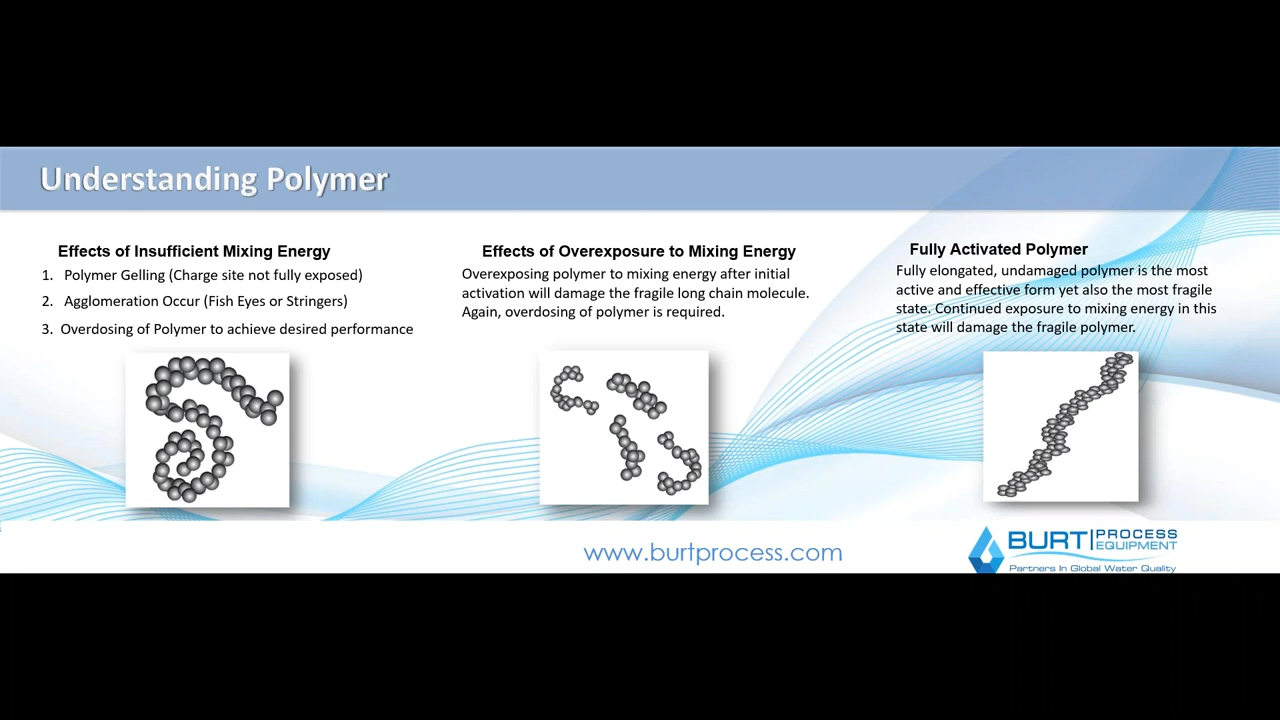 Understanding Polymer
Effects of Insufficient Mixing Energy
1. Polymer Gelling (Charge site not fully exposed)
2. Agglomeration Occur (Fish Eyes or Stringers)
3. Overdosing of Polymer to achieve desired performance
Effects of Overexposure to Mixing Energy
Overexposing polymer to mixing energy after initial
activation will damage the fragile long chain molecule.
Again, overdosing of polymer is required.
Fully Activated Polymer
Fully elongated, undamaged polymer is the most
active and effective form yet also the most fragile
state. Continued exposure to mixing energy in this
state will damage the fragile polymer.
www.burtprocess.com
BURT PROCESS
EQUIPMENT
Partners In Global Water Quality